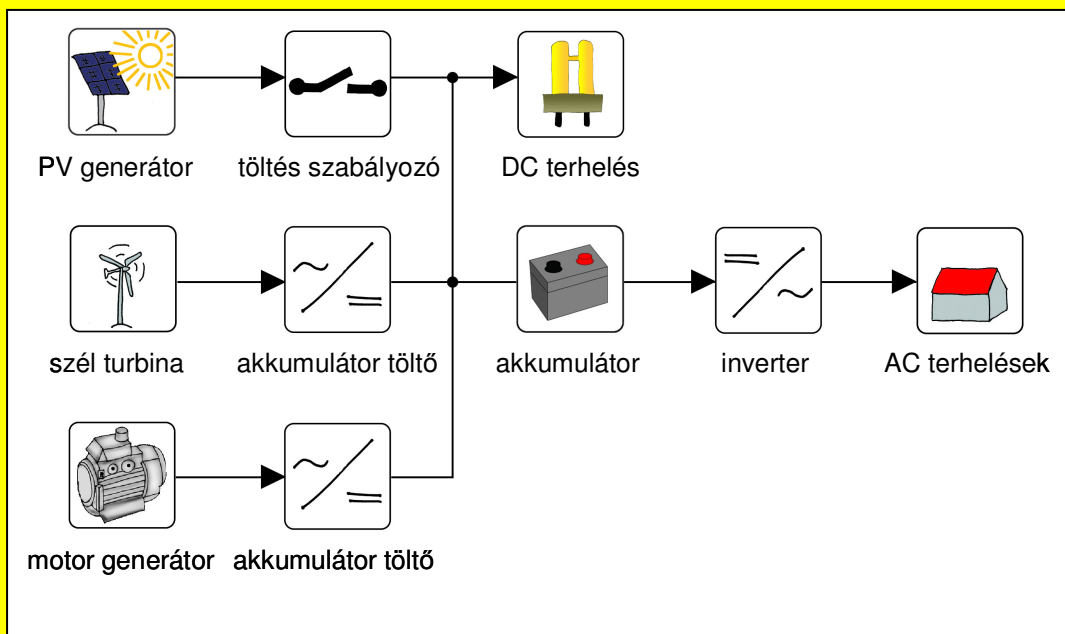 PV generátor
töltés szabályozó
DC terhelés
szél turbina
akkumulátor töltő
akkumulátor
inverter
AC terhelések
motor generátor
akkumulátor töltő